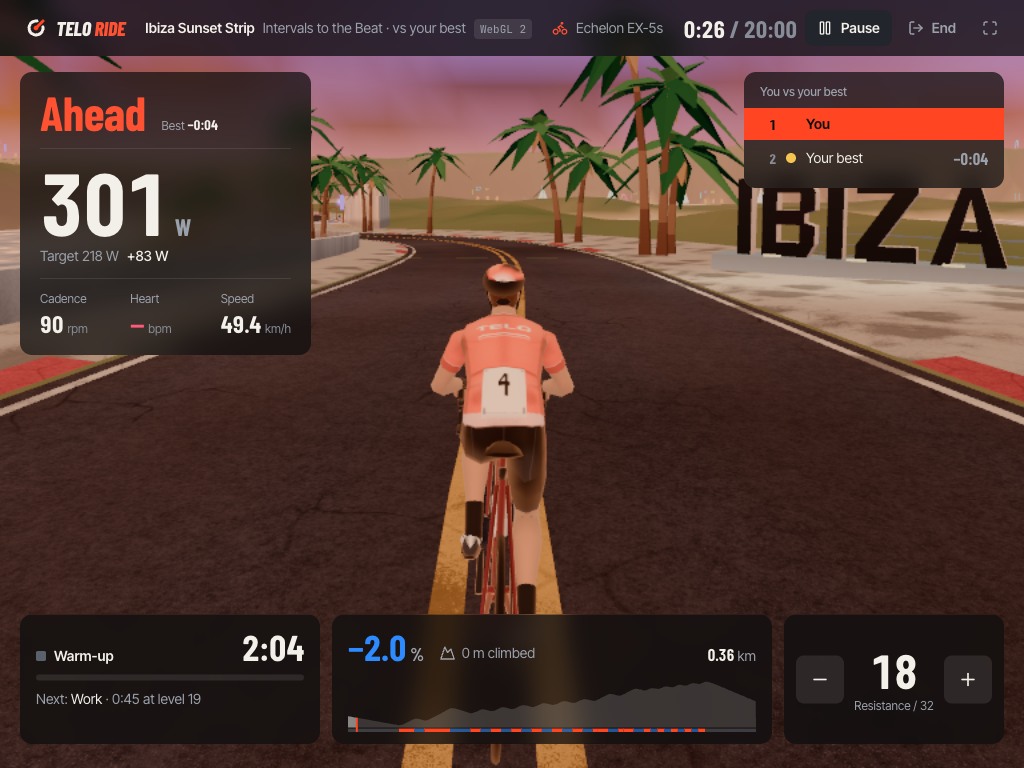 TELO RIDE
Ibiza Sunset Strip Intervals to the Beat · vs your best WebGL 2
Echelon EX-5s
0:26 / 20:00
Pause
End
Ahead Best −0:04
301 W
Target 218 W +83 W
Cadence Heart Speed
90 rpm — bpm 49.4 km/h
You vs your best
1 You
2 Your best −0:04
IBIZA
TELO
4
Warm-up 2:04
Next: Work · 0:45 at level 19
−2.0 % 0 m climbed 0.36 km
− 18 +
Resistance / 32